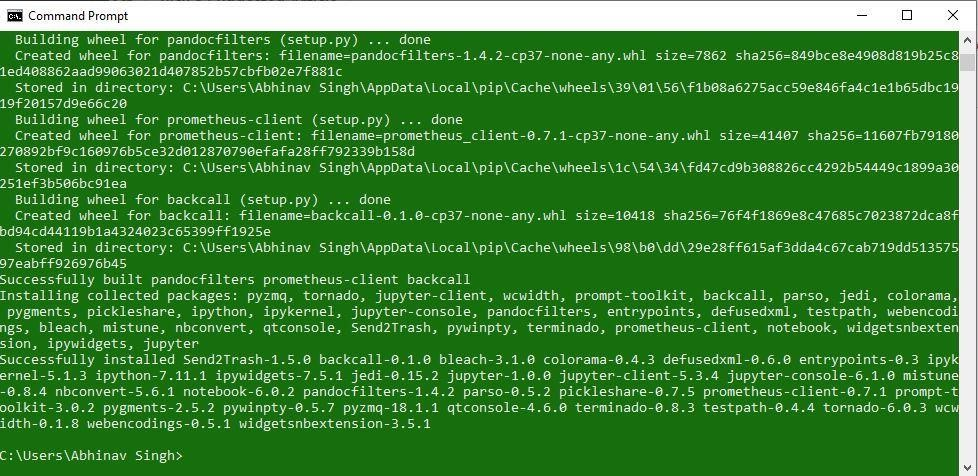 Command Prompt
Building wheel for pandocfilters (setup.py) ... done
Created wheel for pandocfilters: filename=pandocfilters-1.4.2-cp37-none-any.whl size=7862 sha256=849bce8e4908d819b25c8
1ed408862aad99063021d407852b57cbfb02e7f881c
Stored in directory: C:\Users\Abhinav Singh\AppData\Local\pip\Cache\wheels\39\01\56\f1b08a6275acc59e846fa4c1e1b65dbc19
19f20157d9e66c20
Building wheel for prometheus-client (setup.py) ... done
Created wheel for prometheus-client: filename=prometheus_client-0.7.1-cp37-none-any.whl size=41407 sha256=11607fb79180
270892bf9c160976b5ce32d012870790efafa28ff792339b158d
Stored in directory: C:\Users\Abhinav Singh\AppData\Local\pip\Cache\wheels\1c\54\34\fd47cd9b308826cc4292b54449c1899a30
251ef3b506bc91ea
Building wheel for backcall (setup.py) ... done
Created wheel for backcall: filename=backcall-0.1.0-cp37-none-any.whl size=10418 sha256=76f4f1869e8c47685c7023872dca8f
bd94cd44119b1a4324023c65399ff1925e
Stored in directory: C:\Users\Abhinav Singh\AppData\Local\pip\Cache\wheels\98\b0\dd\29e28ff615af3dda4c67cab719dd513575
97eabff926976b45
Successfully built pandocfilters prometheus-client backcall
Installing collected packages: pyzmq, tornado, jupyter-client, wcwidth, prompt-toolkit, backcall, parso, jedi, colorama,
pygments, pickleshare, ipython, ipykernel, jupyter-console, pandocfilters, entrypoints, defusedxml, testpath, webencodi
ngs, bleach, mistune, nbconvert, qtconsole, Send2Trash, pywinpty, terminado, prometheus-client, notebook, widgetsnbexten
sion, ipywidgets, jupyter
Successfully installed Send2Trash-1.5.0 backcall-0.1.0 bleach-3.1.0 colorama-0.4.3 defusedxml-0.6.0 entrypoints-0.3 ipyk
ernel-5.1.3 ipython-7.11.1 ipywidgets-7.5.1 jedi-0.15.2 jupyter-1.0.0 jupyter-client-5.3.4 jupyter-console-6.1.0 mistune
-0.8.4 nbconvert-5.6.1 notebook-6.0.2 pandocfilters-1.4.2 parso-0.5.2 pickleshare-0.7.5 prometheus-client-0.7.1 prompt-t
oolkit-3.0.2 pygments-2.5.2 pywinpty-0.5.7 pyzmq-18.1.1 qtconsole-4.6.0 terminado-0.8.3 testpath-0.4.4 tornado-6.0.3 wcw
idth-0.1.8 webencodings-0.5.1 widgetsnbextension-3.5.1
C:\Users\Abhinav Singh>